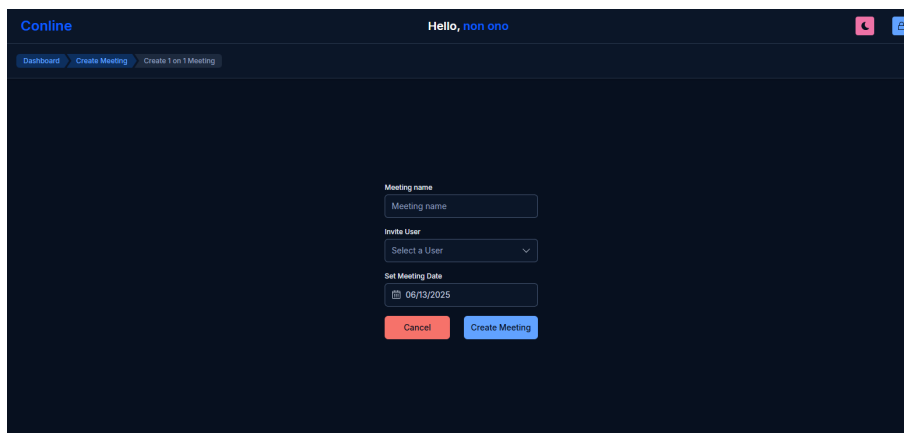 Conline
Hello, non ono
Dashboard Create Meeting Create 1 on 1 Meeting
Meeting name
Meeting name
Invite User
Select a User
Set Meeting Date
06/13/2025
Cancel Create Meeting